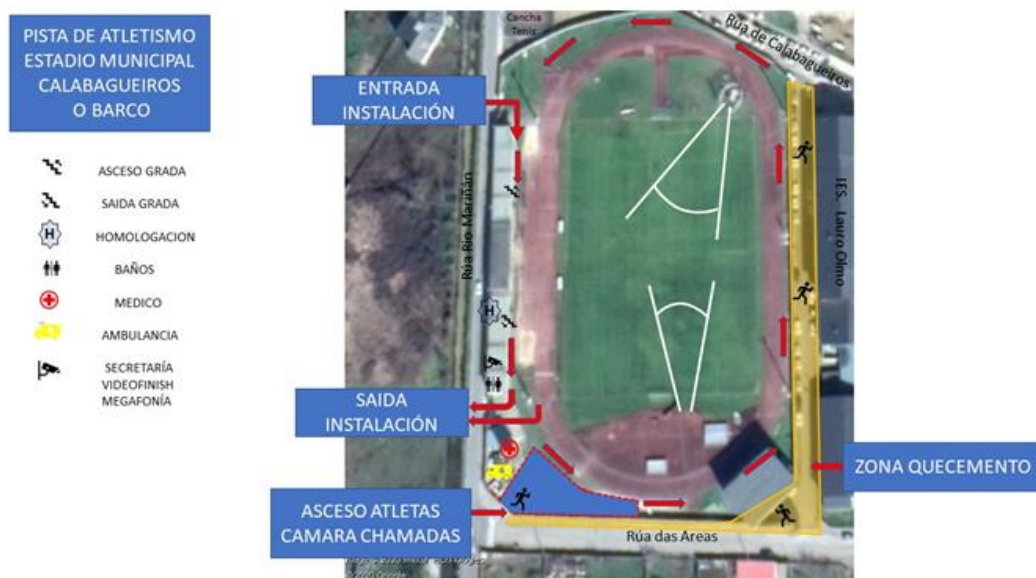 PISTA DE ATLETISMO
ESTADIO MUNICIPAL
CALABAGUEIROS
O BARCO
ASCESO GRADA
SAIDA GRADA
H
HOMOLOGACION
BAÑOS
MEDICO
AMBULANCIA
SECRETARÍA
VIDEOFINISH
MEGAFONÍA
Cancha
Tenis
Rúa de Calabagueiros
ENTRADA
INSTALACIÓN
Rúa Río Mariñán
IES. Lauro Olmo
H
SAIDA
INSTALACIÓN
ZONA QUECEMENTO
ASCESO ATLETAS
CAMARA CHAMADAS
Rúa das Areas